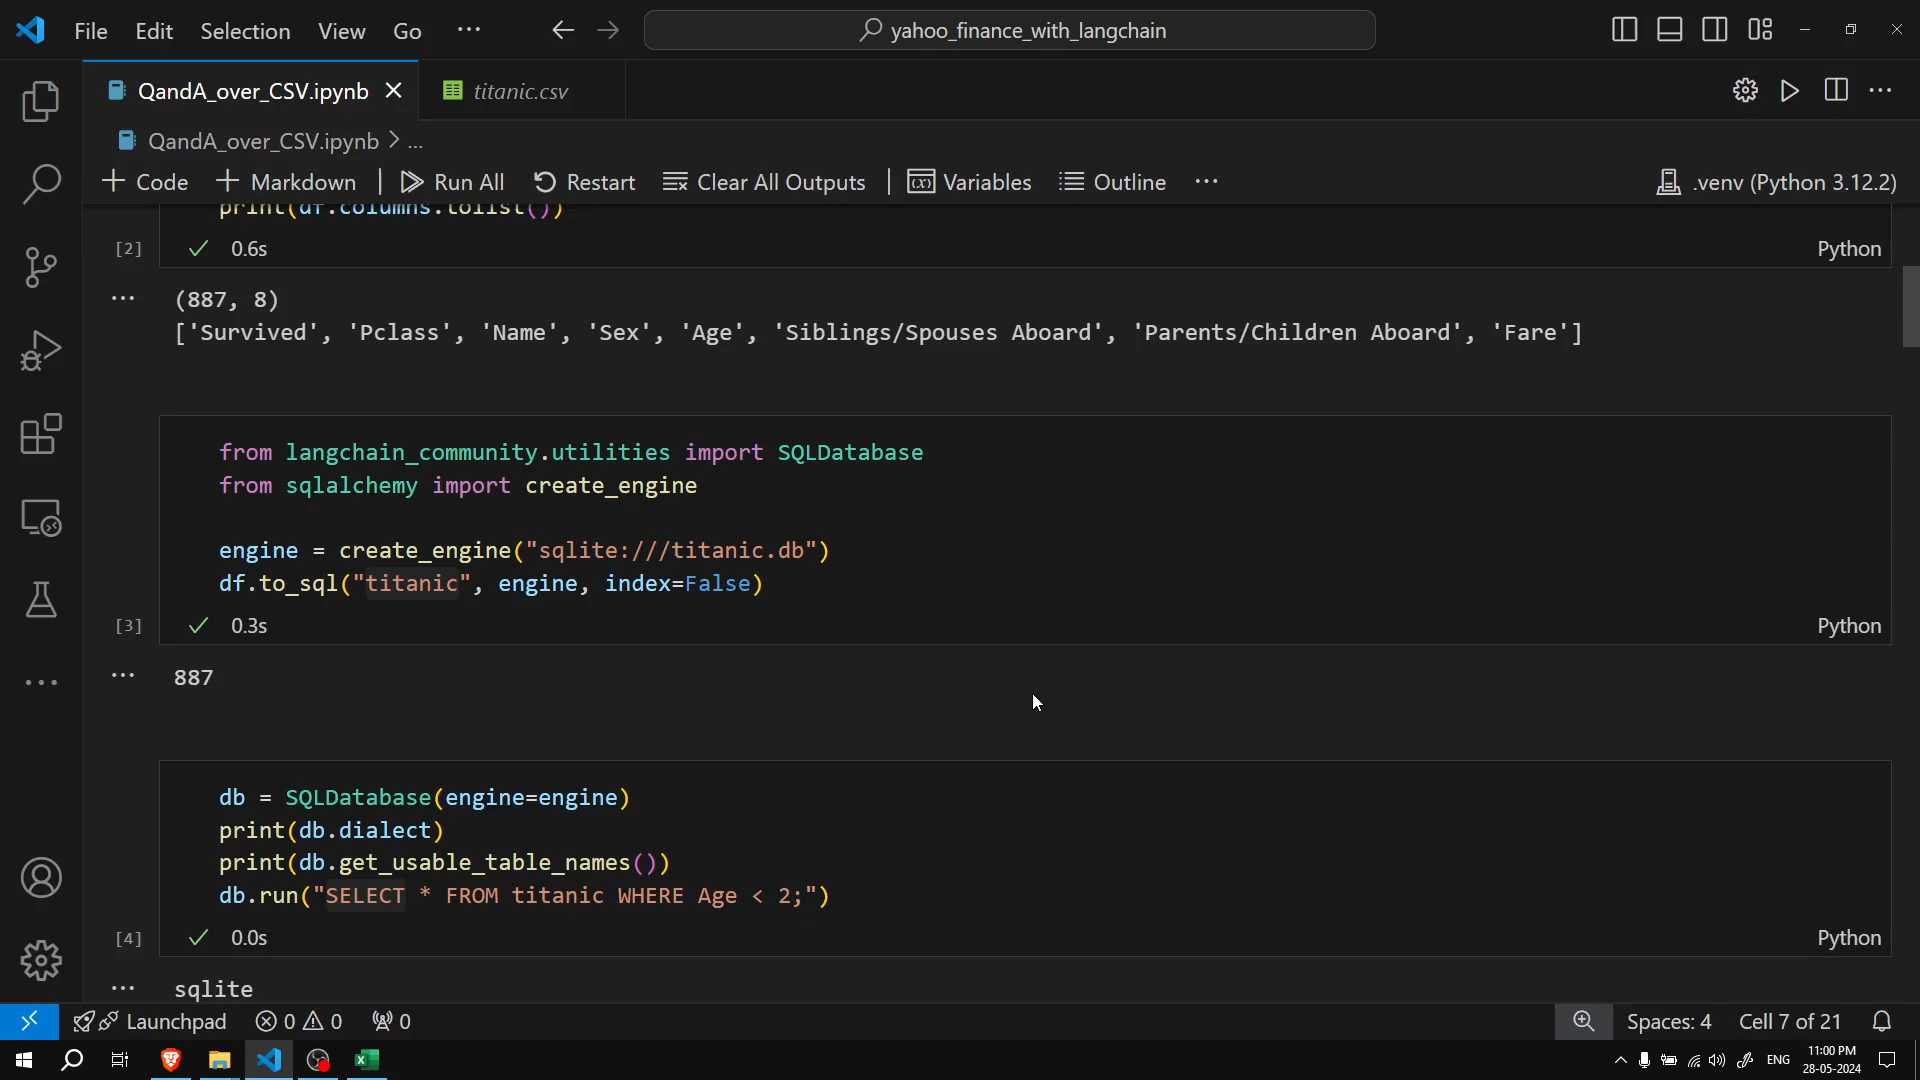 File Edit Selection View Go ... yahoo_finance_with_langchain
QandA_over_CSV.ipynb titanic.csv
QandA_over_CSV.ipynb > ...
+ Code + Markdown | Run All Restart Clear All Outputs | Variables Outline ... .venv (Python 3.12.2)
print(df.columns.tolist())
[2] ✓ 0.6s Python
... (887, 8)
['Survived', 'Pclass', 'Name', 'Sex', 'Age', 'Siblings/Spouses Aboard', 'Parents/Children Aboard', 'Fare']
from langchain_community.utilities import SQLDatabase
from sqlalchemy import create_engine
engine = create_engine("sqlite:///titanic.db")
df.to_sql("titanic", engine, index=False)
[3] ✓ 0.3s Python
... 887
db = SQLDatabase(engine=engine)
print(db.dialect)
print(db.get_usable_table_names())
db.run("SELECT * FROM titanic WHERE Age < 2;")
[4] ✓ 0.0s Python
... sqlite
Launchpad 0 0 0 Spaces: 4 Cell 7 of 21
ENG 11:00 PM
28-05-2024